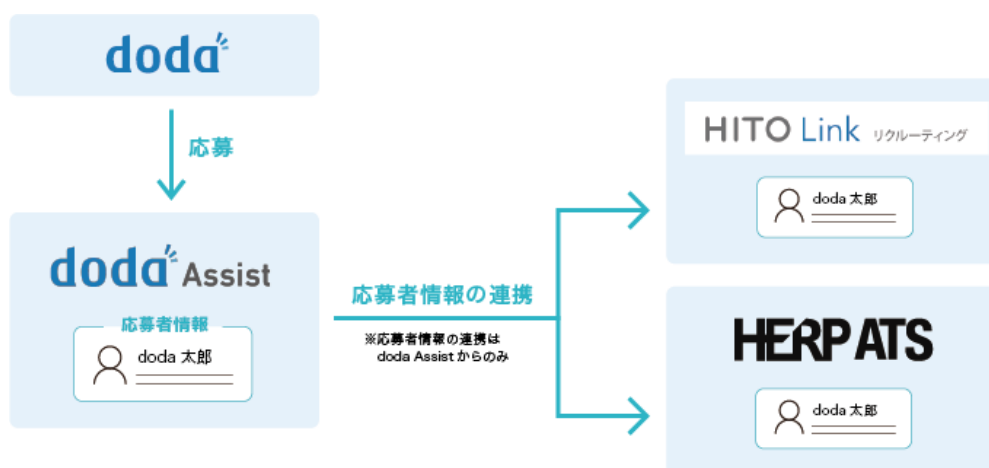 doda
応募
doda Assist
応募者情報
doda 太郎
応募者情報の連携
※応募者情報の連携は
doda Assistからのみ
HITO Link リクルーティング
doda 太郎
HERP ATS
doda 太郎